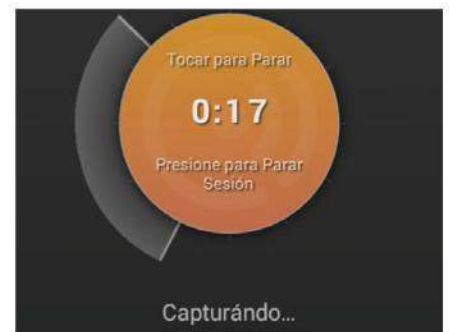 Tocar para Parar
0:17
Presione para Parar
Sesión
Capturándo...